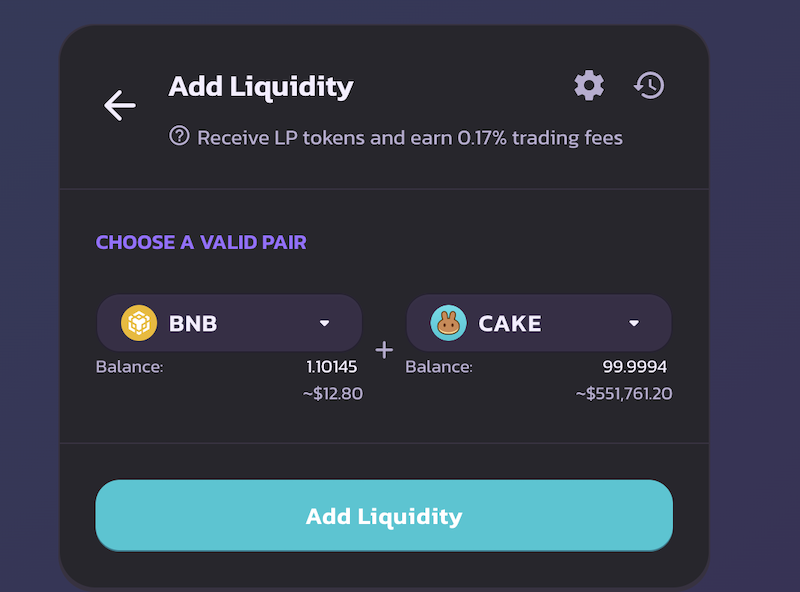 Add Liquidity
Receive LP tokens and earn 0.17% trading fees
CHOOSE A VALID PAIR
BNB
+
CAKE
Balance: 1.10145
~$12.80
Balance: 99.9994
~$551,761.20
Add Liquidity